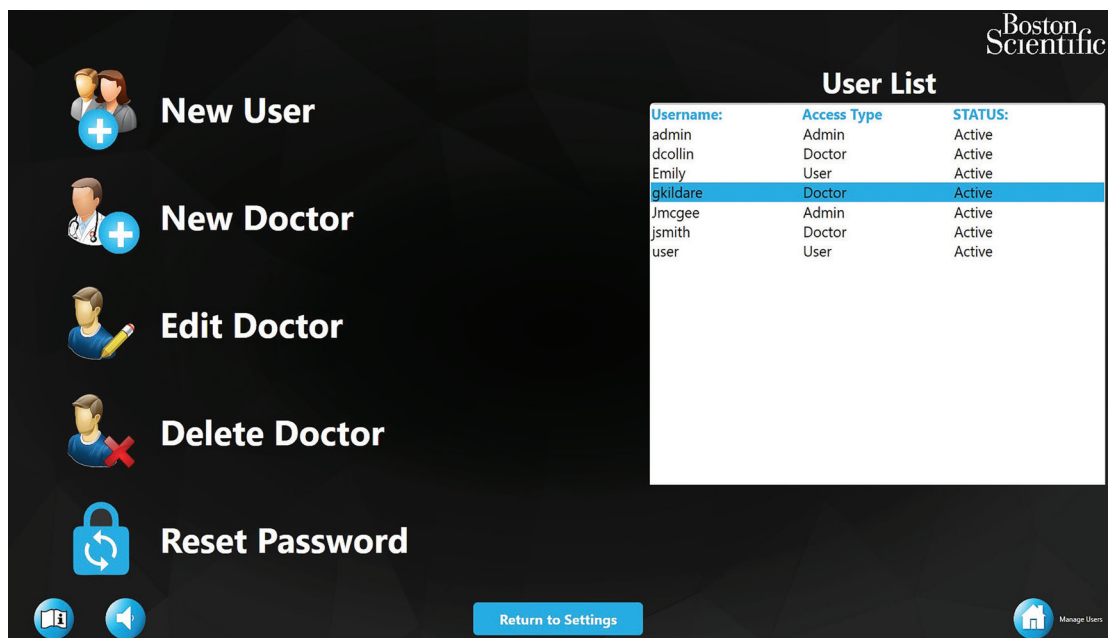 Boston
Scientific
New User
New Doctor
Edit Doctor
Delete Doctor
Reset Password
User List
Username: Access Type STATUS:
admin Admin Active
dcollin Doctor Active
Emily User Active
gkildare Doctor Active
Jmcgee Admin Active
jsmith Doctor Active
user User Active
i
Return to Settings
Manage Users